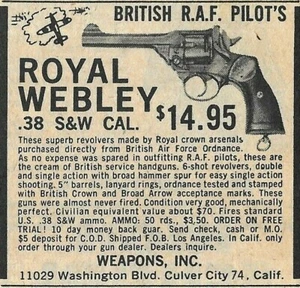 BRITISH R.A.F. PILOT'S
ROYAL
WEBLEY
.38 S&W CAL. $14.95
These superb revolvers made by Royal crown arsenals
purchased directly from British Air Force Ordnance.
As no expense was spared in outfitting R.A.F. pilots, these
are the cream of British service handguns. 6-shot revolvers, double
and single action with broad hammer spur for easy single action
shooting. 5" barrels, lanyard rings, ordnance tested and stamped
with British Crown and Broad Arrow acceptance marks. These
guns were almost never fired. Condition very good, mechanically
perfect. Civilian equivalent value about $70. Fires standard
U.S. .38 S&W ammo. AMMO: 50 rds., $3,50. ORDER ON FREE
TRIAL! 10 day money back guar. Send check, cash or M.O.
$5 deposit for C.O.D. Shipped F.O.B. Los Angeles. In Calif. only
order through your gun dealer. Dealers inquire.
WEAPONS, INC.
11029 Washington Blvd. Culver City 74, Calif.